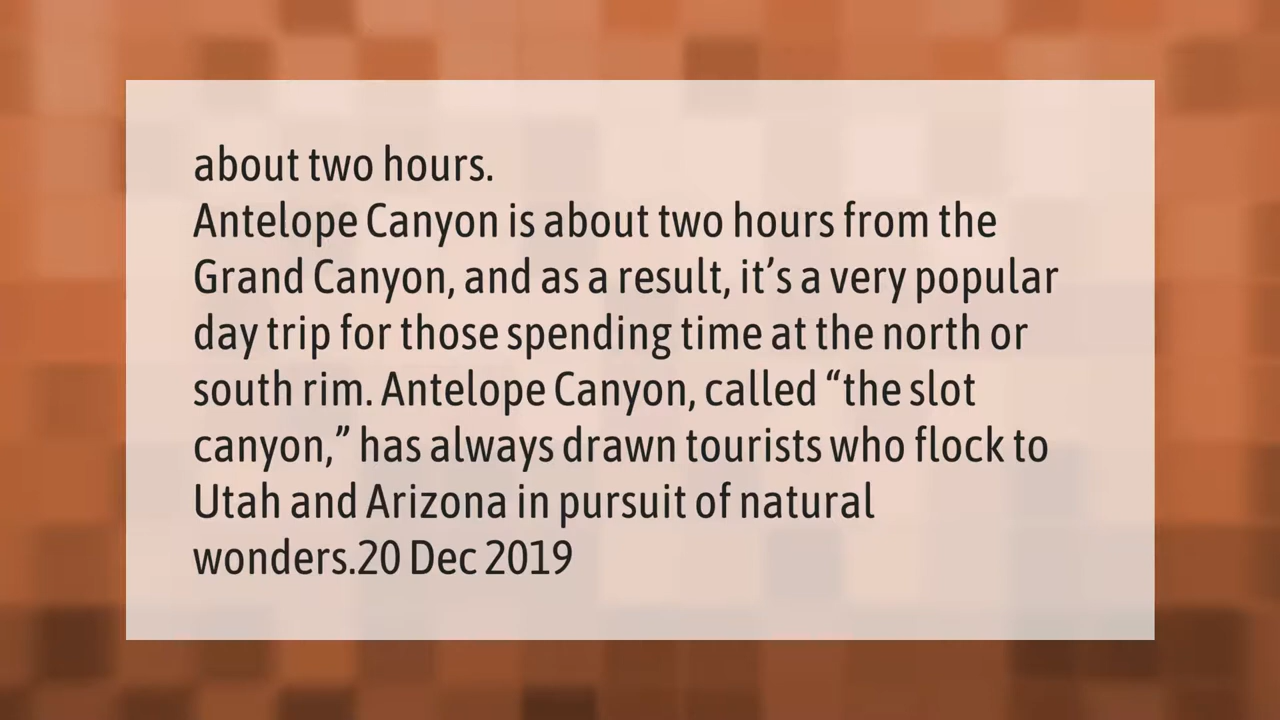 about two hours.
Antelope Canyon is about two hours from the
Grand Canyon, and as a result, it’s a very popular
day trip for those spending time at the north or
south rim. Antelope Canyon, called “the slot
canyon,” has always drawn tourists who flock to
Utah and Arizona in pursuit of natural
wonders.20 Dec 2019